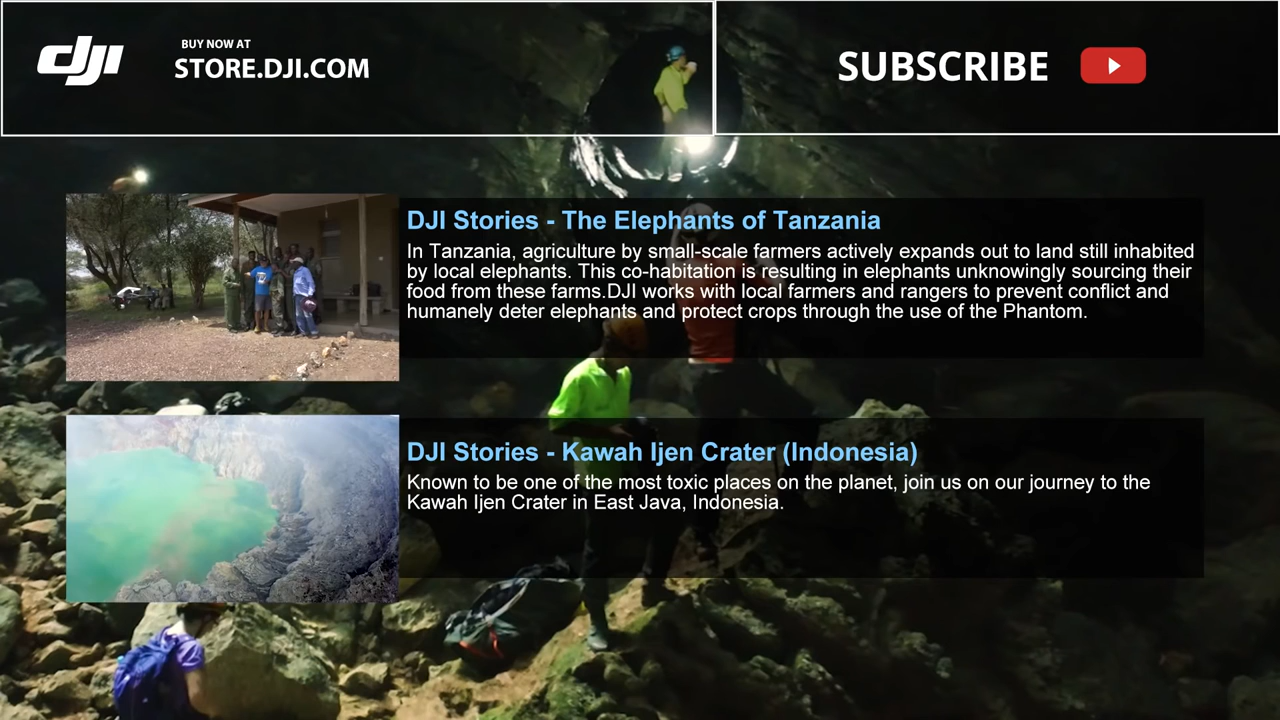 dji
BUY NOW AT
STORE.DJI.COM
SUBSCRIBE
DJI Stories - The Elephants of Tanzania
In Tanzania, agriculture by small-scale farmers actively expands out to land still inhabited
by local elephants. This co-habitation is resulting in elephants unknowingly sourcing their
food from these farms.DJI works with local farmers and rangers to prevent conflict and
humanely deter elephants and protect crops through the use of the Phantom.
DJI Stories - Kawah Ijen Crater (Indonesia)
Known to be one of the most toxic places on the planet, join us on our journey to the
Kawah Ijen Crater in East Java, Indonesia.